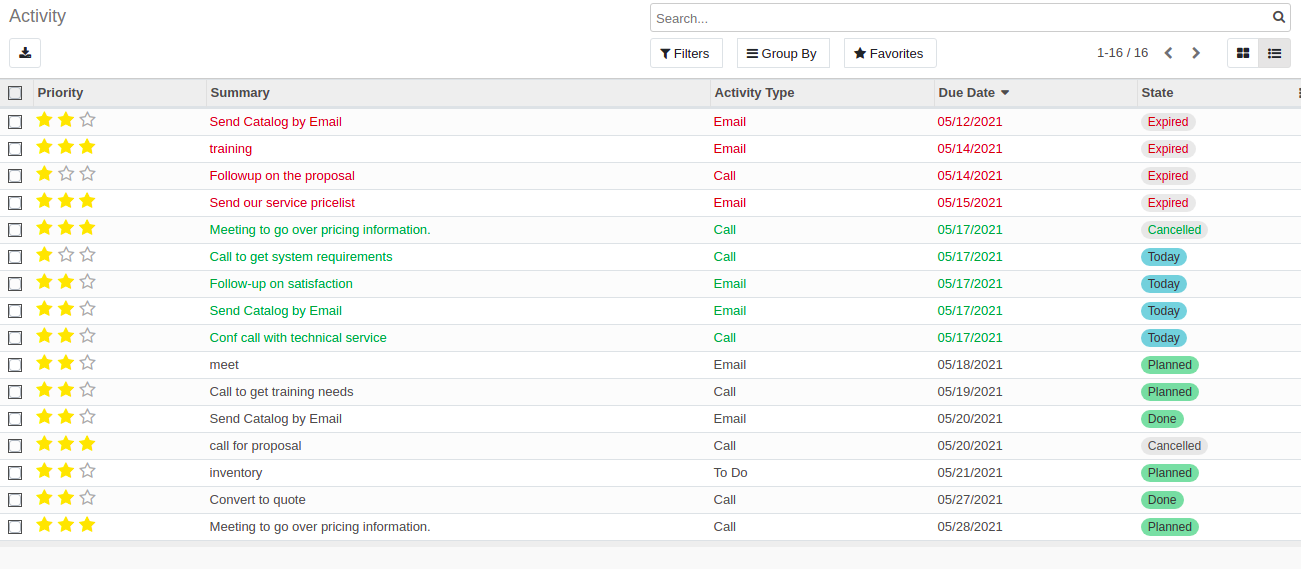 Activity
Search...
Filters Group By Favorites 1-16 / 16
Priority Summary Activity Type Due Date State
Send Catalog by Email Email 05/12/2021 Expired
training Email 05/14/2021 Expired
Followup on the proposal Call 05/14/2021 Expired
Send our service pricelist Email 05/15/2021 Expired
Meeting to go over pricing information. Call 05/17/2021 Cancelled
Call to get system requirements Call 05/17/2021 Today
Follow-up on satisfaction Email 05/17/2021 Today
Send Catalog by Email Email 05/17/2021 Today
Conf call with technical service Call 05/17/2021 Today
meet Email 05/18/2021 Planned
Call to get training needs Call 05/19/2021 Planned
Send Catalog by Email Email 05/20/2021 Done
call for proposal Call 05/20/2021 Cancelled
inventory To Do 05/21/2021 Planned
Convert to quote Call 05/27/2021 Done
Meeting to go over pricing information. Call 05/28/2021 Planned